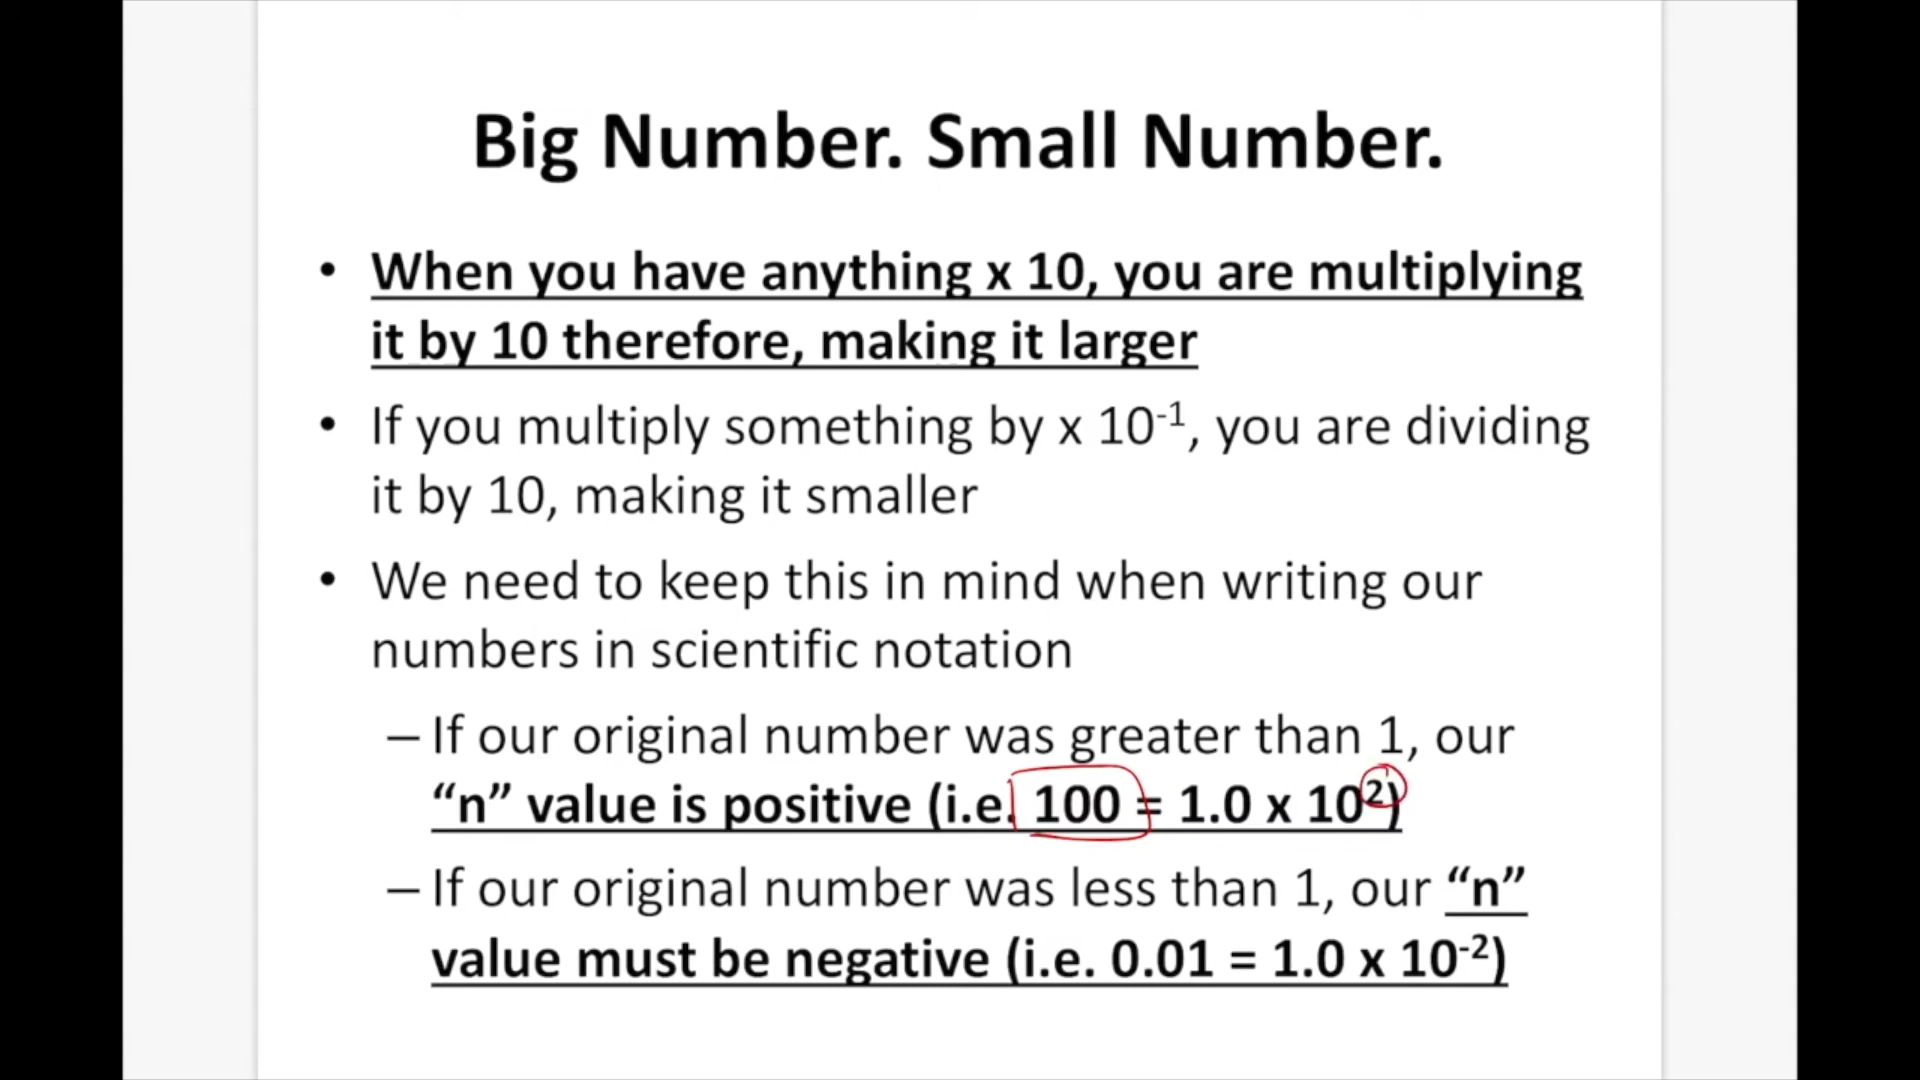 Big Number. Small Number.
• When you have anything x 10, you are multiplying
it by 10 therefore, making it larger
• If you multiply something by x 10⁻¹, you are dividing
it by 10, making it smaller
• We need to keep this in mind when writing our
numbers in scientific notation
– If our original number was greater than 1, our
“n” value is positive (i.e. 100 = 1.0 x 10²)
– If our original number was less than 1, our “n”
value must be negative (i.e. 0.01 = 1.0 x 10⁻²)